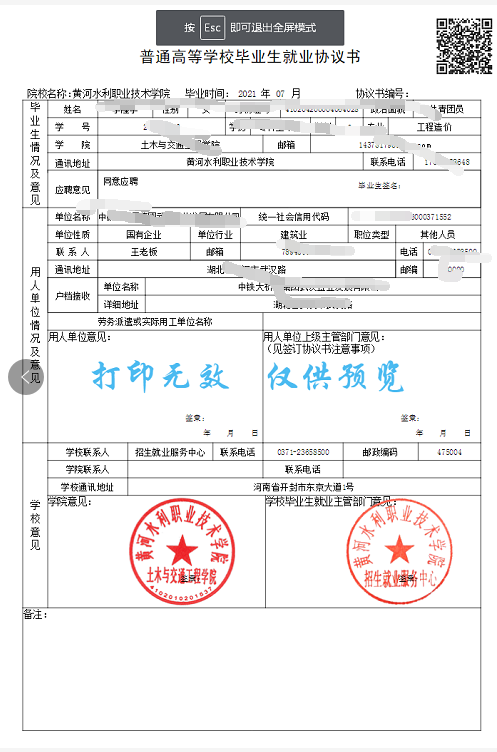 按 Esc 即可退出全屏模式
普通高等学校毕业生就业协议书
院校名称:黄河水利职业技术学院 毕业时间: 2021 年 07 月 协议书编号:
毕业生情况及意见
姓名 性别 女 政治面貌 青团员
学 号 专业 工程造价
学 院 土木与交通工程学院 邮箱
通讯地址 黄河水利职业技术学院 联系电话
应聘意见 同意应聘 毕业生签名:
用人单位情况及意见
单位名称 统一社会信用代码 3000371552
单位性质 国有企业 单位行业 建筑业 职位类型 其他人员
联 系 人 王老板 邮箱 电话
通讯地址 湖北 汉路 邮编
户档接收 单位名称 中铁大桥
详细地址 湖北
劳务派遣或实际用工单位名称
用人单位意见:
签章:
年 月 日
用人单位上级主管部门意见:
(见签订协议书注意事项)
签章:
年 月 日
打印无效 仅供预览
学校意见
学校联系人 招生就业服务中心 联系电话 0371-23658500 邮政编码 475004
学院联系人 联系电话
学校通讯地址 河南省开封市东京大道1号
学院意见:
黄河水利职业技术学院
土木与交通工程学院
4102010201837
签章:
学校毕业生就业主管部门意见:
黄河水利职业技术学院
招生就业服务中心
签章:
备注: